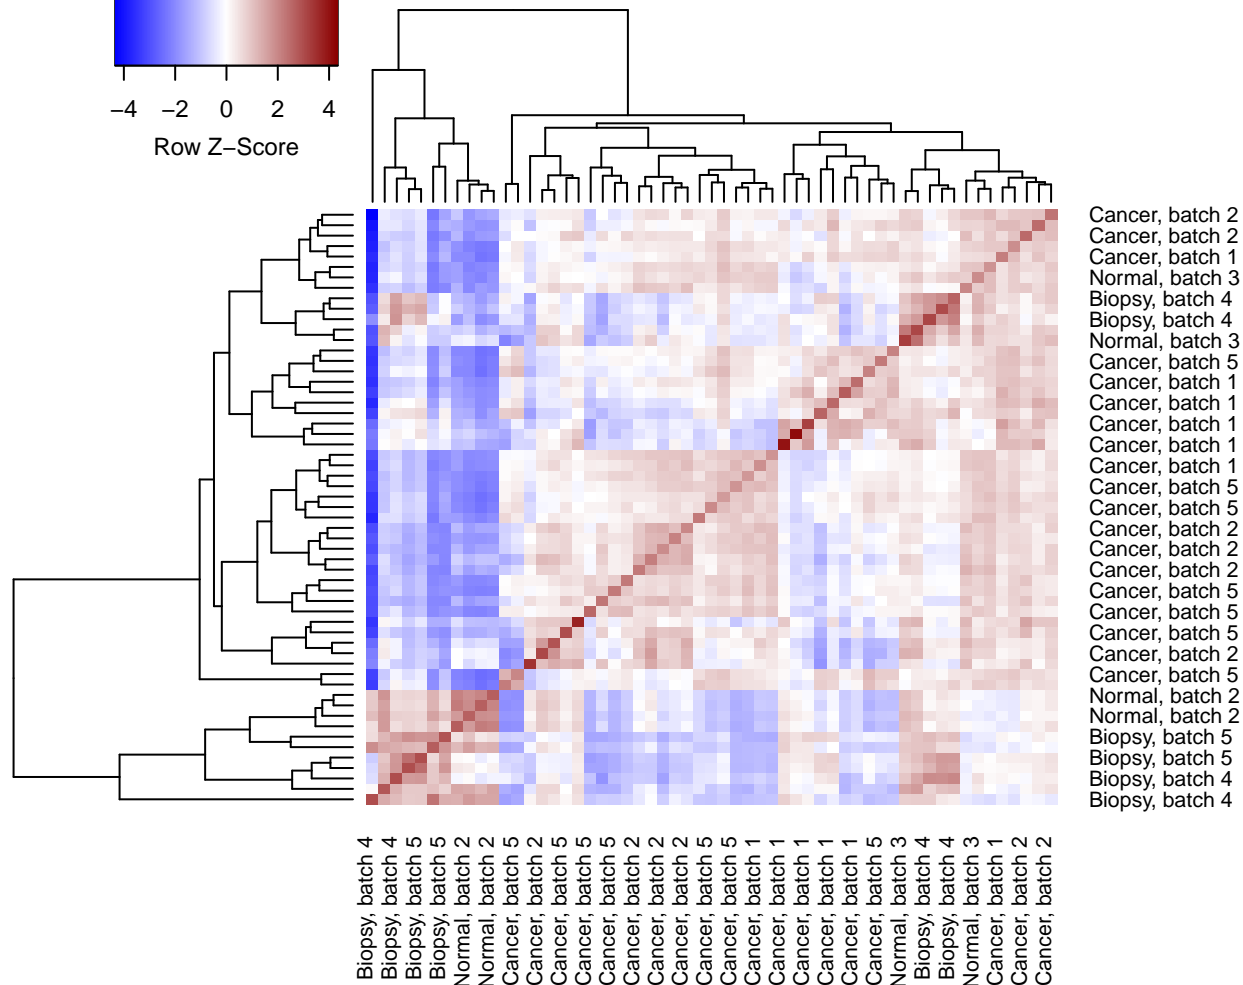 −4 −2 0 2 4
Row Z−Score
Cancer, batch 2
Cancer, batch 2
Cancer, batch 1
Normal, batch 3
Biopsy, batch 4
Biopsy, batch 4
Normal, batch 3
Cancer, batch 5
Cancer, batch 1
Cancer, batch 1
Cancer, batch 1
Cancer, batch 1
Cancer, batch 1
Cancer, batch 5
Cancer, batch 5
Cancer, batch 2
Cancer, batch 2
Cancer, batch 2
Cancer, batch 5
Cancer, batch 5
Cancer, batch 5
Cancer, batch 2
Cancer, batch 5
Normal, batch 2
Normal, batch 2
Biopsy, batch 5
Biopsy, batch 5
Biopsy, batch 4
Biopsy, batch 4
Biopsy, batch 4
Biopsy, batch 4
Biopsy, batch 5
Biopsy, batch 5
Normal, batch 2
Normal, batch 2
Cancer, batch 5
Cancer, batch 2
Cancer, batch 5
Cancer, batch 5
Cancer, batch 5
Cancer, batch 2
Cancer, batch 2
Cancer, batch 2
Cancer, batch 5
Cancer, batch 5
Cancer, batch 1
Cancer, batch 1
Cancer, batch 1
Cancer, batch 1
Cancer, batch 1
Cancer, batch 5
Normal, batch 3
Biopsy, batch 4
Biopsy, batch 4
Normal, batch 3
Cancer, batch 1
Cancer, batch 2
Cancer, batch 2